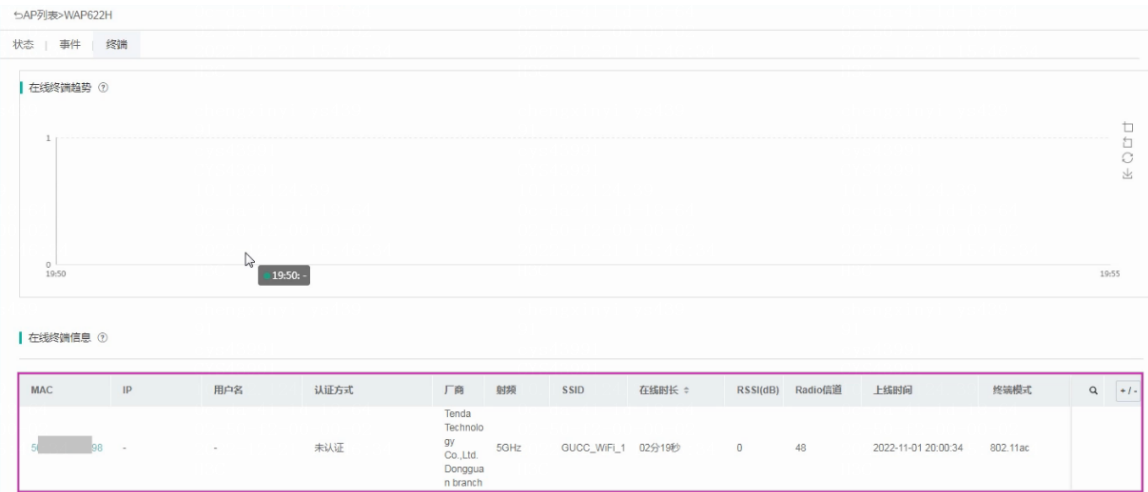 AP列表>WAP622H
状态 | 事件 | 终端
在线终端趋势
1
0
19:50
19:50: -
19:55
在线终端信息
MAC IP 用户名 认证方式 厂商 射频 SSID 在线时长 RSSI(dB) Radio信道 上线时间 终端模式 +/-
Tenda
Technolo
gy
98 - - 未认证 Co.,Ltd. 5GHz GUCC_WiFi_1 02分19秒 0 48 2022-11-01 20:00:34 802.11ac
Donggua
n branch